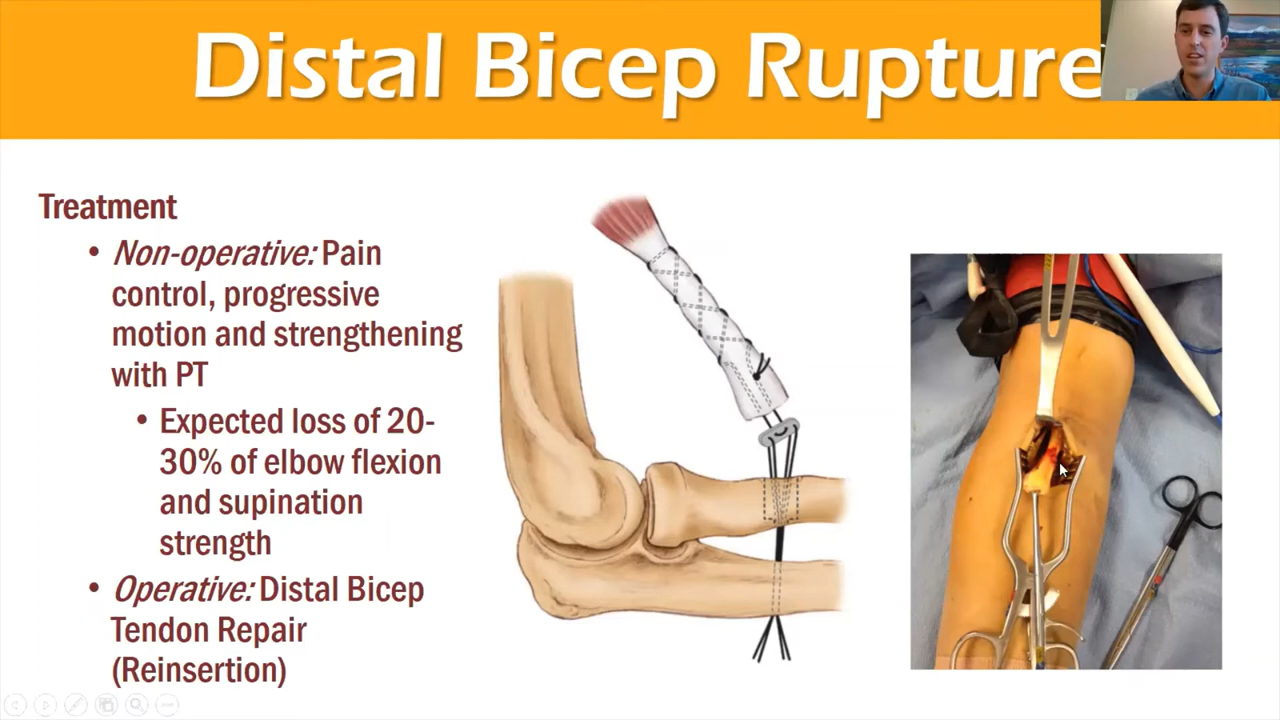 Distal Bicep Rupture
Treatment
• Non-operative: Pain
control, progressive
motion and strengthening
with PT
• Expected loss of 20-
30% of elbow flexion
and supination
strength
• Operative: Distal Bicep
Tendon Repair
(Reinsertion)